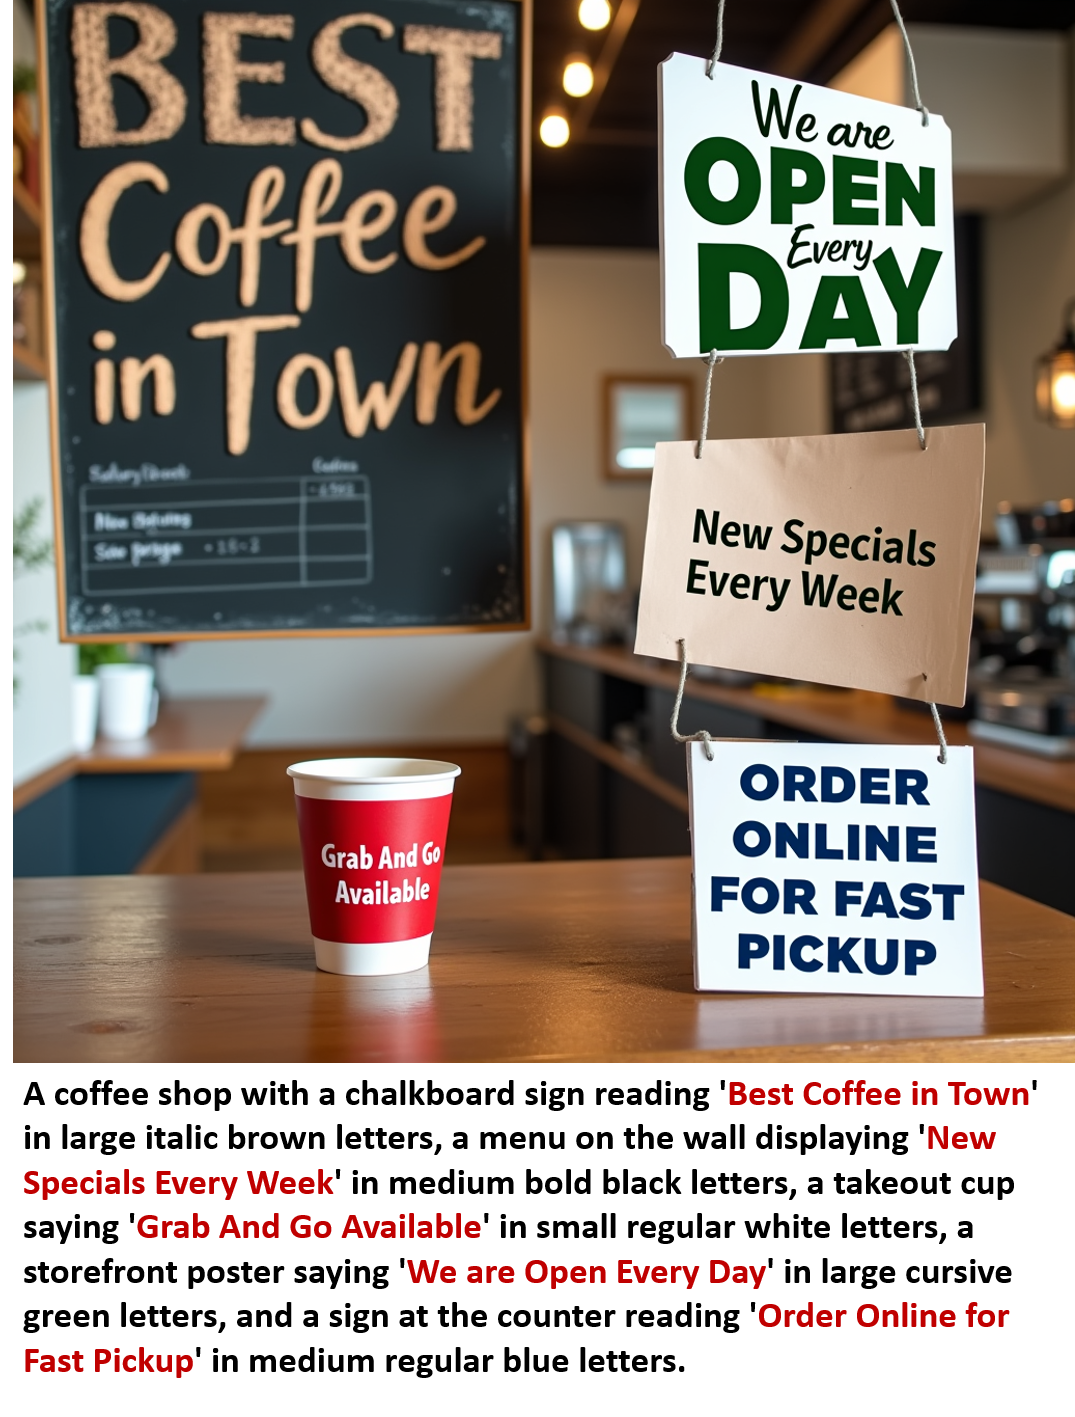 BEST
Coffee
in Town
We are
OPEN
Every
DAY
New Specials
Every Week
Grab And Go
Available
ORDER
ONLINE
FOR FAST
PICKUP
A coffee shop with a chalkboard sign reading 'Best Coffee in Town'
in large italic brown letters, a menu on the wall displaying 'New
Specials Every Week' in medium bold black letters, a takeout cup
saying 'Grab And Go Available' in small regular white letters, a
storefront poster saying 'We are Open Every Day' in large cursive
green letters, and a sign at the counter reading 'Order Online for
Fast Pickup' in medium regular blue letters.